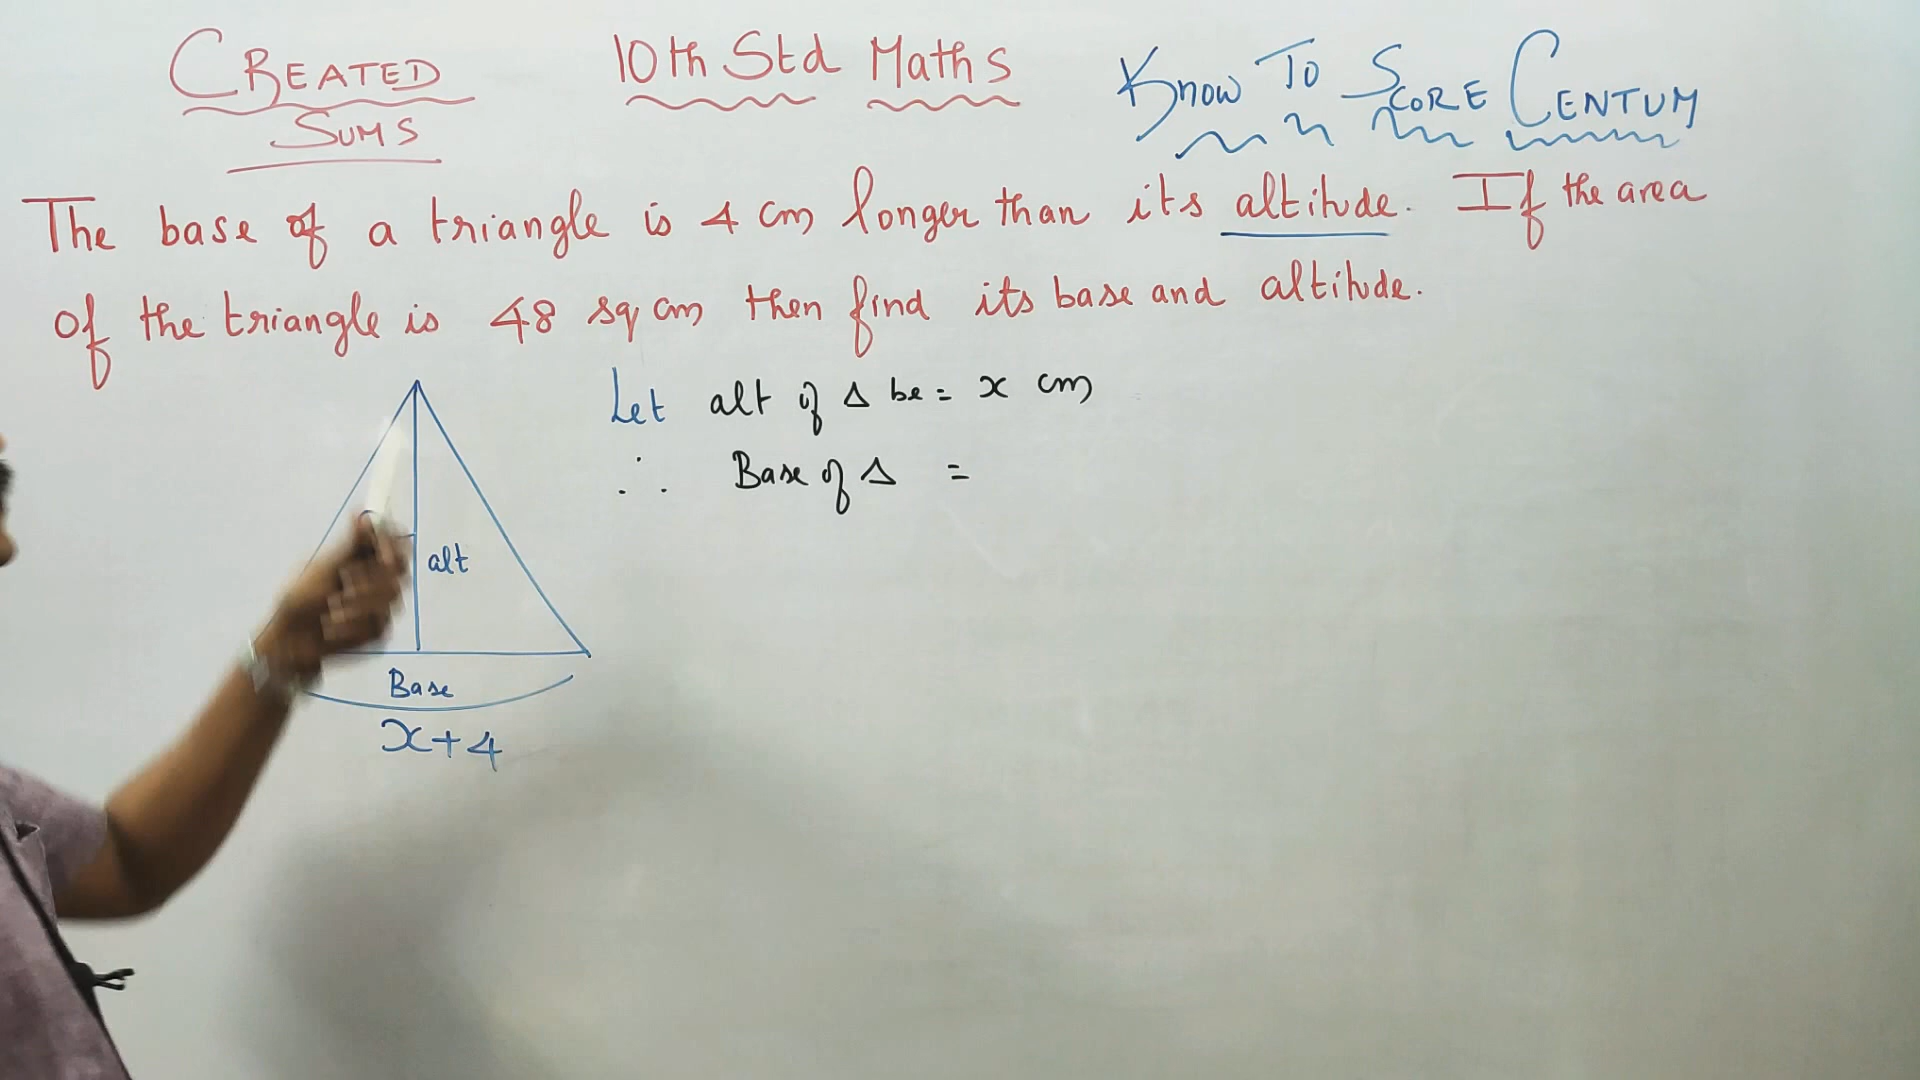 CREATED SUMS
10th Std Maths
Know To SCORE CENTUM
The base of a triangle is 4 cm longer than its altitude. If the area
of the triangle is 48 sq cm then find its base and altitude.
Let alt of Δ be = x cm
∴ Base of Δ =
alt
Base
x+4